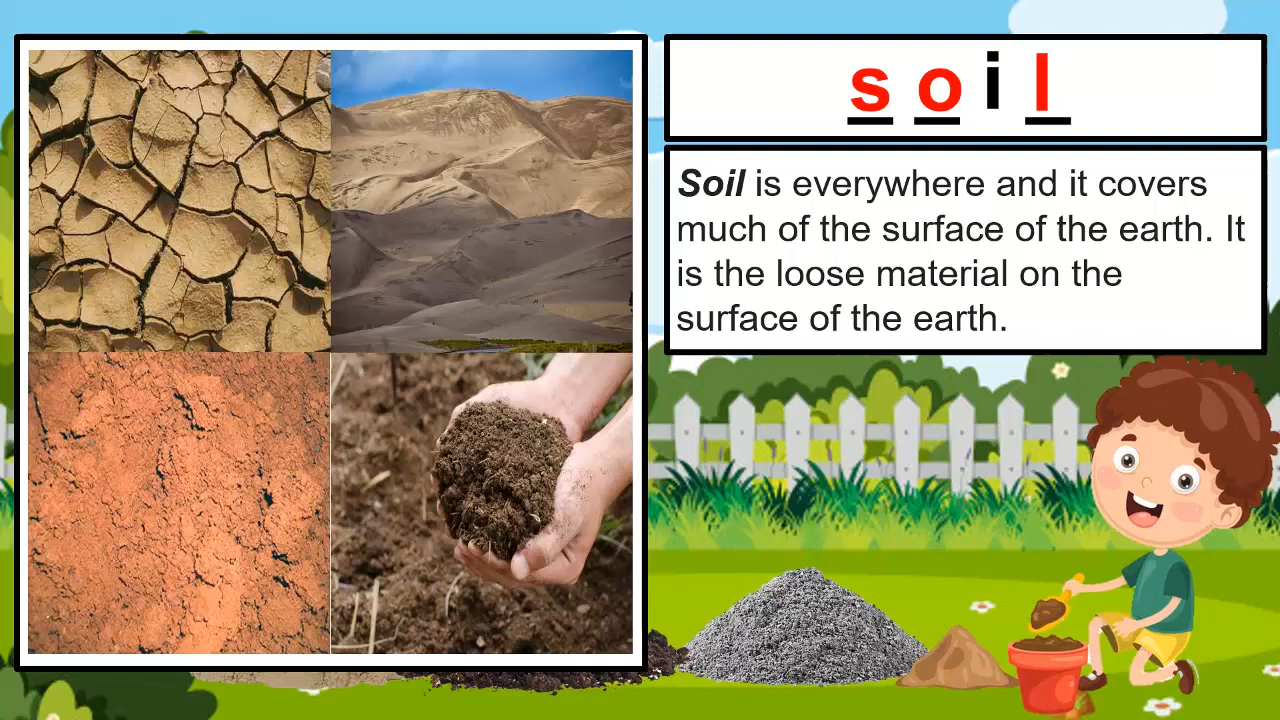 s o i l
Soil is everywhere and it covers
much of the surface of the earth. It
is the loose material on the
surface of the earth.